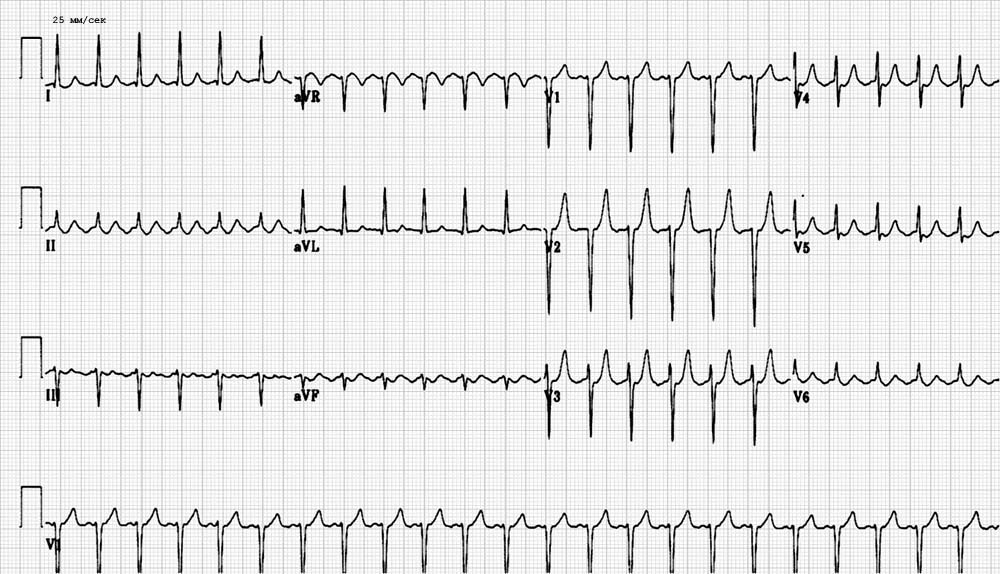 25 мм/сек
I aVR V1 V4
II aVL V2 V5
III aVF V3 V6
V1